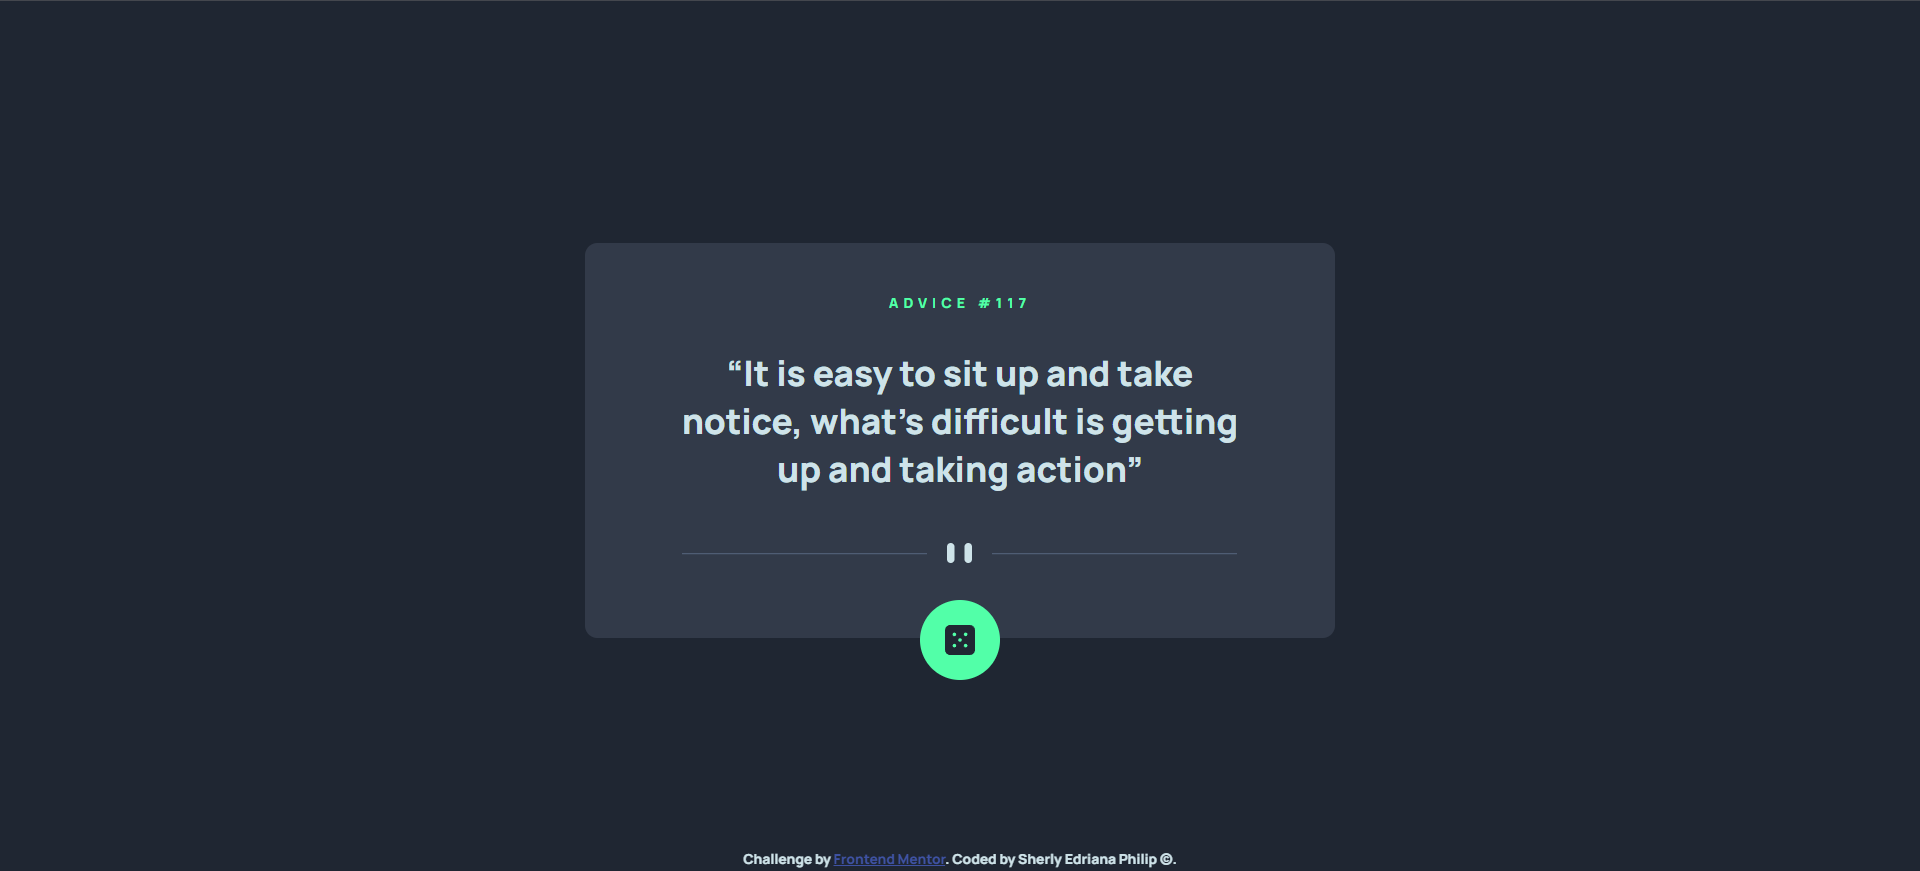 ADVICE #117
“It is easy to sit up and take
notice, what’s difficult is getting
up and taking action”
Challenge by Frontend Mentor. Coded by Sherly Edriana Philip ©.